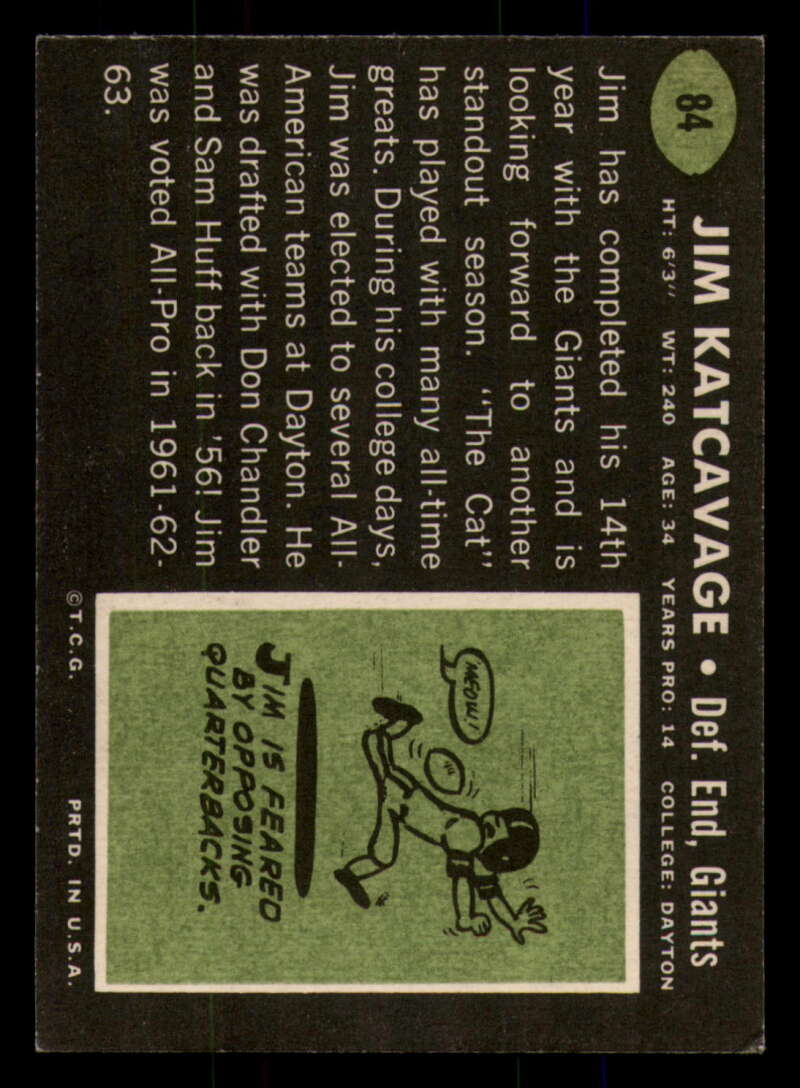 84
JIM KATCAVAGE • Def. End, Giants
HT: 6'3" WT: 240 AGE: 34 YEARS PRO: 14 COLLEGE: DAYTON
Jim has completed his 14th
year with the Giants and is
looking forward to another
standout season. "The Cat"
has played with many all-time
greats. During his college days,
Jim was elected to several All-
American teams at Dayton. He
was drafted with Don Chandler
and Sam Huff back in '56! Jim
was voted All-Pro in 1961-62-
63.
MEOW!
JIM IS FEARED
BY OPPOSING
QUARTERBACKS.
©T.C.G. PRTD. IN U.S.A.